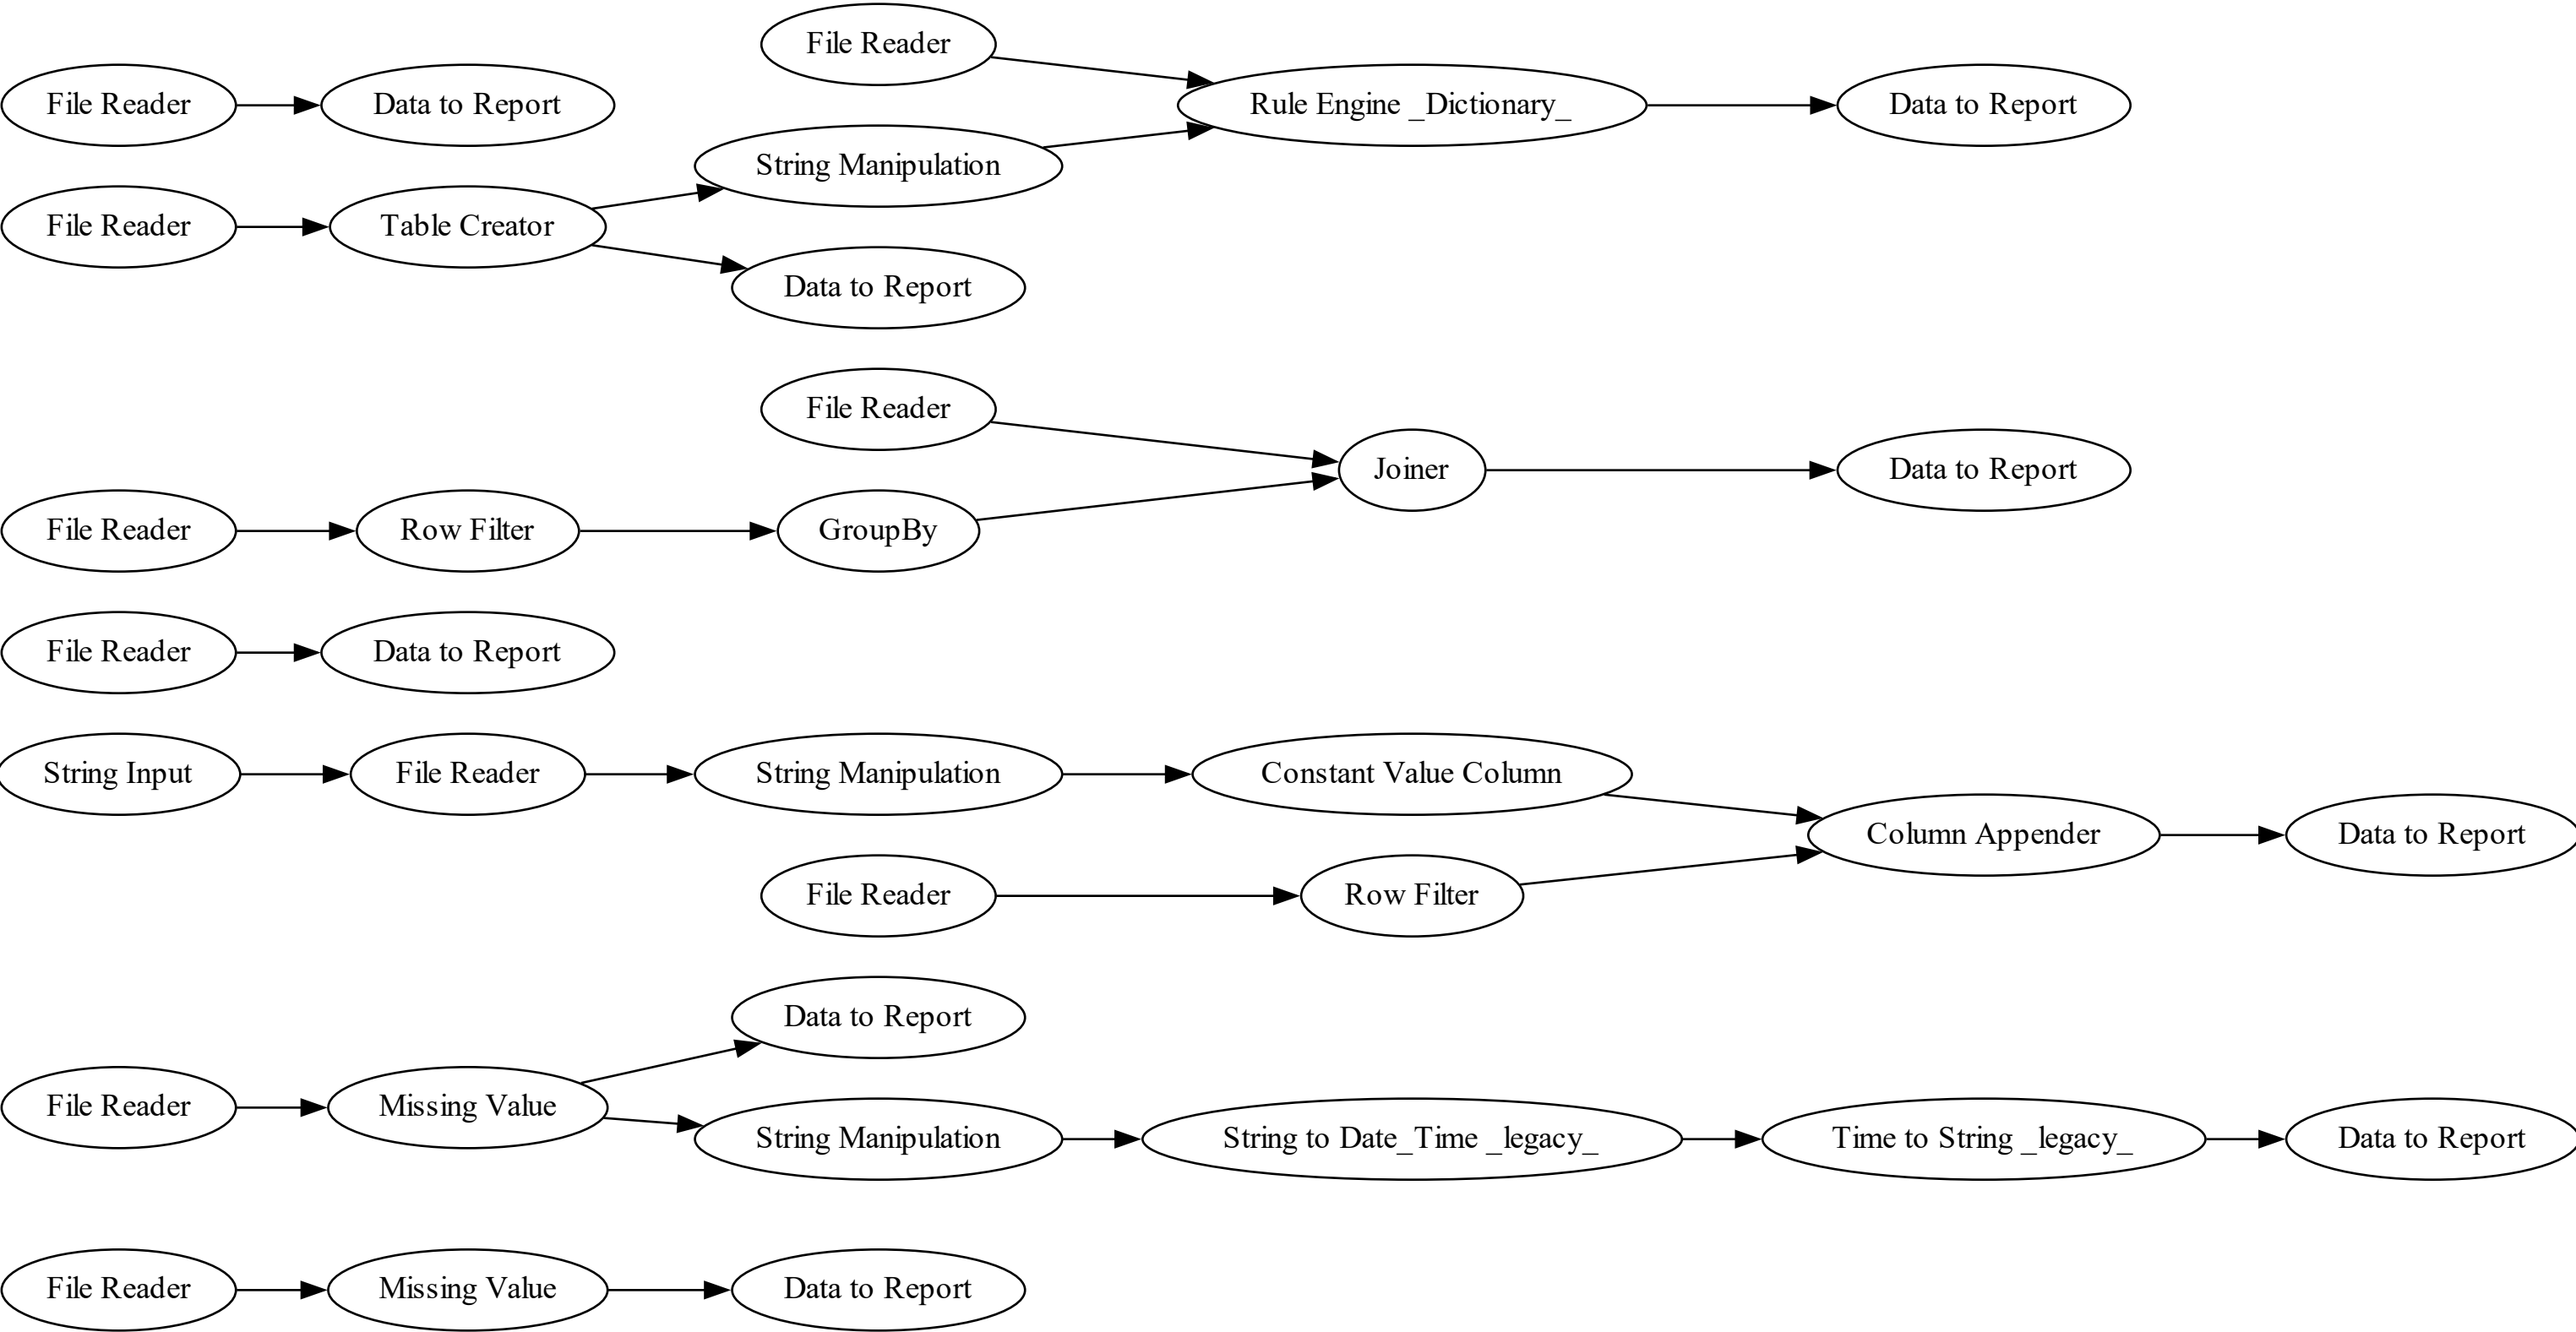 File Reader
File Reader
Data to Report
Rule Engine _Dictionary_
Data to Report
String Manipulation
File Reader
Table Creator
Data to Report
File Reader
Joiner
Data to Report
File Reader
Row Filter
GroupBy
File Reader
Data to Report
String Input
File Reader
String Manipulation
Constant Value Column
Column Appender
Data to Report
File Reader
Row Filter
Data to Report
File Reader
Missing Value
String Manipulation
String to Date_Time _legacy_
Time to String _legacy_
Data to Report
File Reader
Missing Value
Data to Report